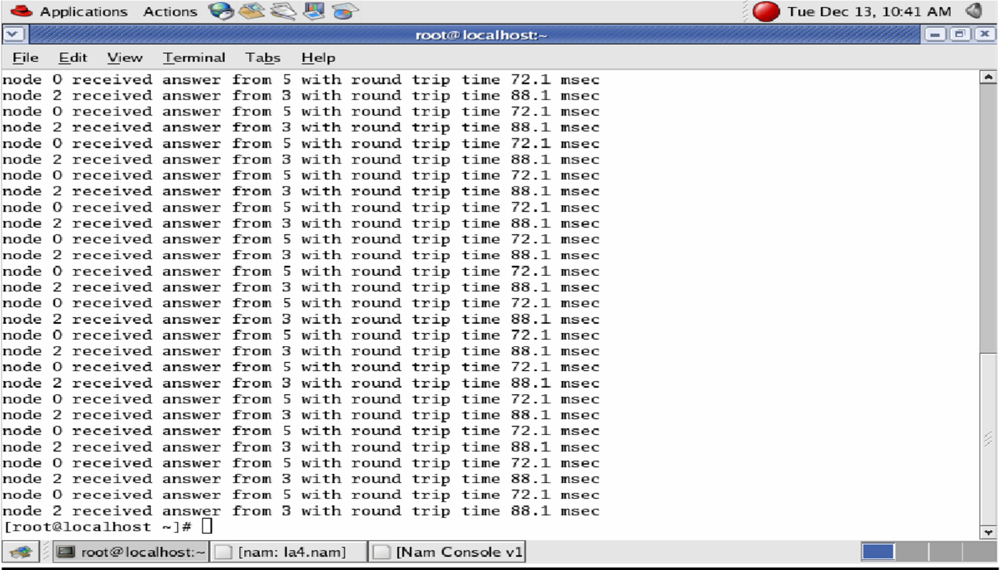 Applications Actions Tue Dec 13, 10:41 AM
root@localhost:~
File Edit View Terminal Tabs Help
node 0 received answer from 5 with round trip time 72.1 msec
node 2 received answer from 3 with round trip time 88.1 msec
node 0 received answer from 5 with round trip time 72.1 msec
node 2 received answer from 3 with round trip time 88.1 msec
node 0 received answer from 5 with round trip time 72.1 msec
node 2 received answer from 3 with round trip time 88.1 msec
node 0 received answer from 5 with round trip time 72.1 msec
node 2 received answer from 3 with round trip time 88.1 msec
node 0 received answer from 5 with round trip time 72.1 msec
node 2 received answer from 3 with round trip time 88.1 msec
node 0 received answer from 5 with round trip time 72.1 msec
node 2 received answer from 3 with round trip time 88.1 msec
node 0 received answer from 5 with round trip time 72.1 msec
node 2 received answer from 3 with round trip time 88.1 msec
node 0 received answer from 5 with round trip time 72.1 msec
node 2 received answer from 3 with round trip time 88.1 msec
node 0 received answer from 5 with round trip time 72.1 msec
node 2 received answer from 3 with round trip time 88.1 msec
node 0 received answer from 5 with round trip time 72.1 msec
node 2 received answer from 3 with round trip time 88.1 msec
node 0 received answer from 5 with round trip time 72.1 msec
node 2 received answer from 3 with round trip time 88.1 msec
node 0 received answer from 5 with round trip time 72.1 msec
node 2 received answer from 3 with round trip time 88.1 msec
node 0 received answer from 5 with round trip time 72.1 msec
node 2 received answer from 3 with round trip time 88.1 msec
node 0 received answer from 5 with round trip time 72.1 msec
node 2 received answer from 3 with round trip time 88.1 msec
[root@localhost ~]#
root@localhost:~ [nam: la4.nam] [Nam Console v1